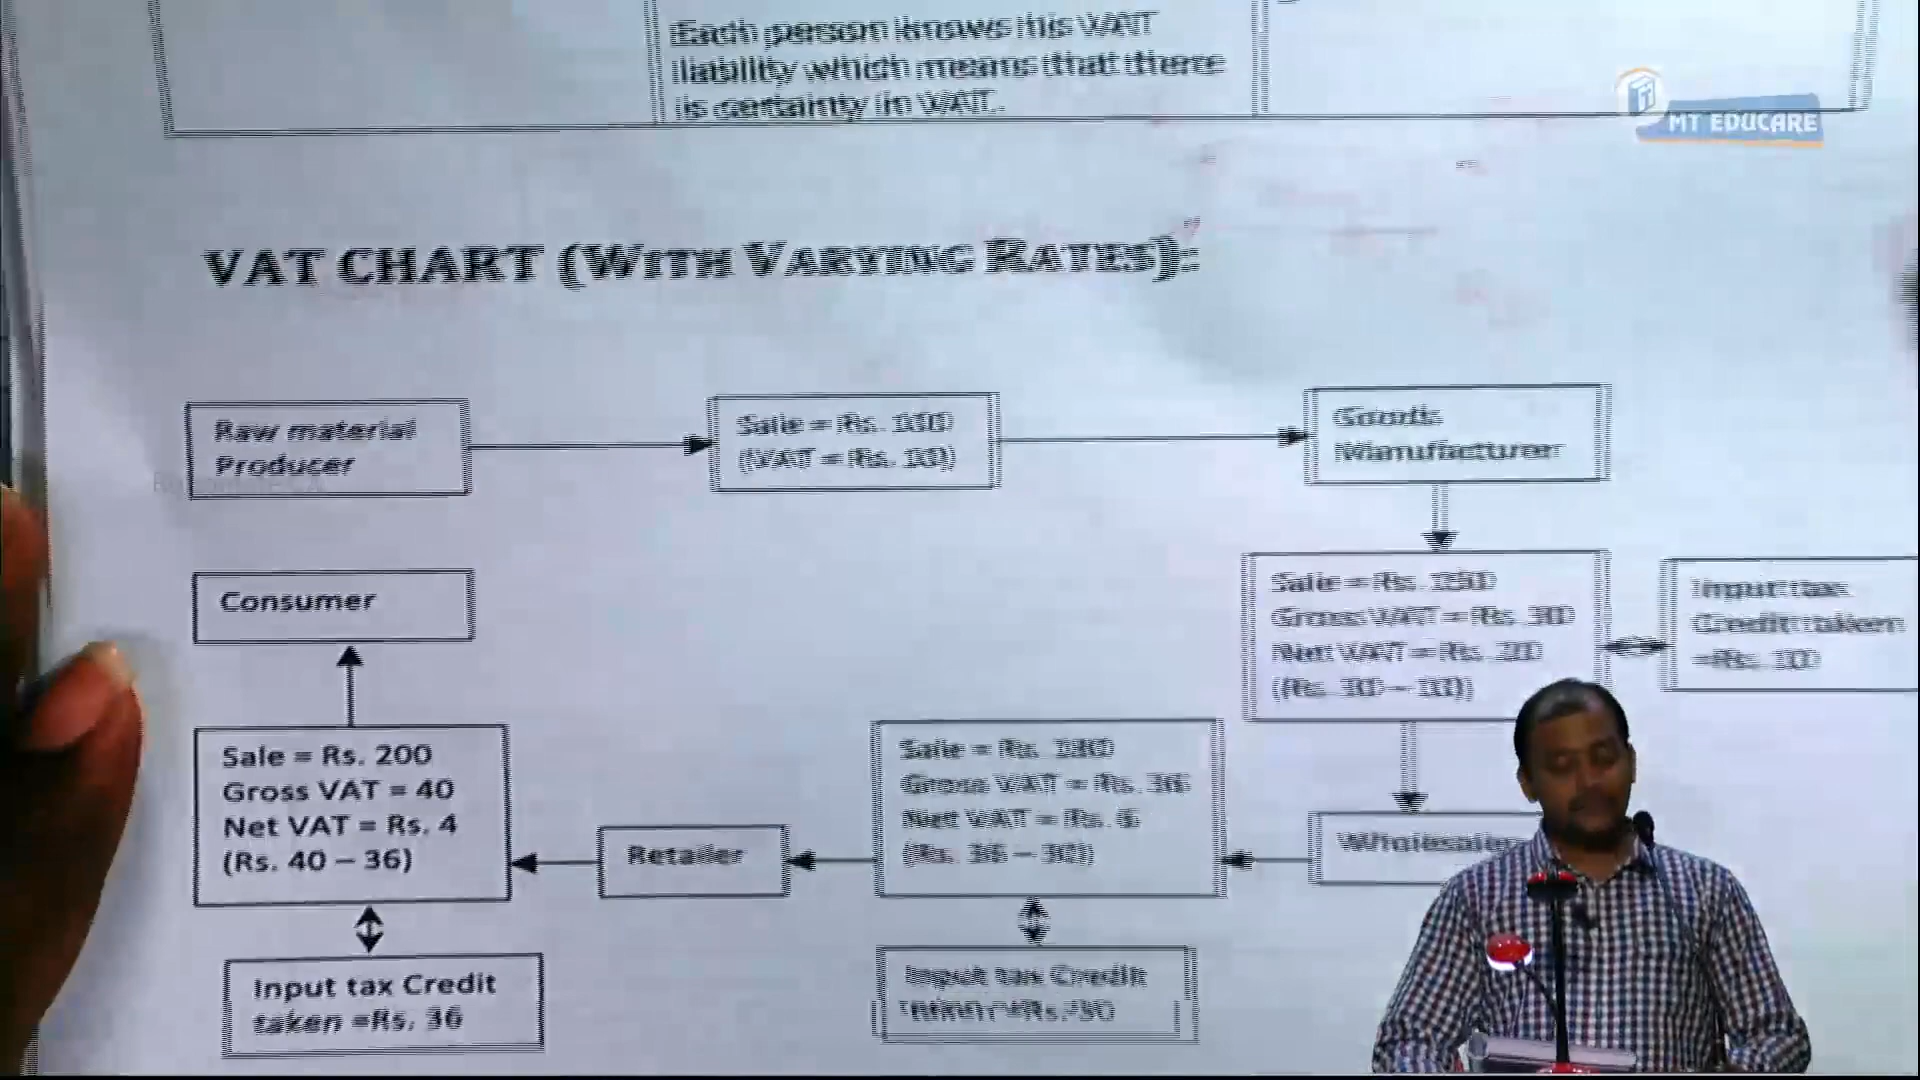 Each person knows his VAT
liability which means that there
is certainty in VAT.
MT EDUCARE
VAT CHART (WITH VARYING RATES):
Raw material
Producer
Sale = Rs. 100
(VAT = Rs. 10)
Goods
Manufacturer
Consumer
Sale = Rs. 150
Gross VAT = Rs. 30
Net VAT = Rs. 20
(Rs. 30 – 10)
Input tax
Credit taken
=Rs. 10
Sale = Rs. 200
Gross VAT = 40
Net VAT = Rs. 4
(Rs. 40 – 36)
Retailer
Sale = Rs. 180
Gross VAT = Rs. 36
Net VAT = Rs. 6
(Rs. 36 – 30)
Wholesaler
Input tax Credit
taken =Rs. 36
Input tax Credit
taken =Rs. 30